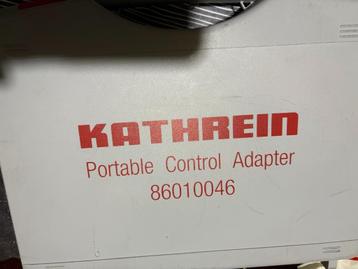 KATHREIN
Portable Control Adapter
86010046